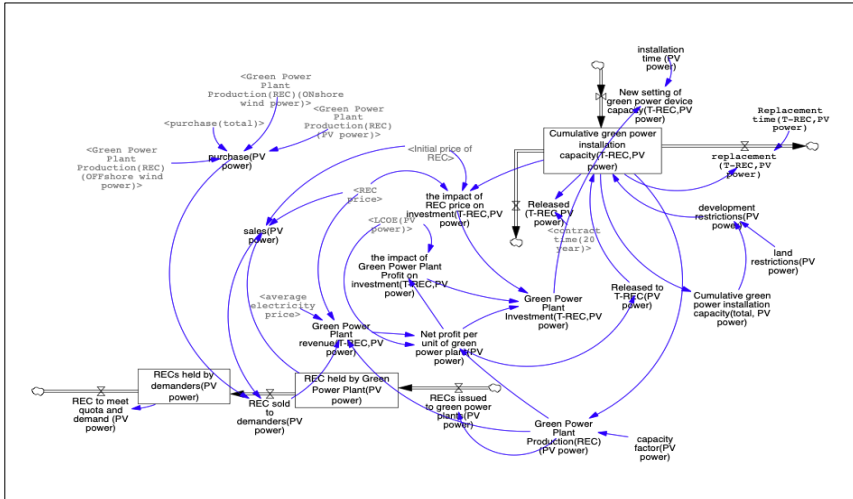 installation
time (PV
power)
<Green Power
Plant
Production(REC)(ONshore
wind power)>
<Green Power
Plant
Production(REC)
(PV power)>
<purchase(total)>
<Green Power
Plant
Production(REC)
(OFFshore wind
power)>
purchase(PV
power)
New setting of
green power device
capacity(T-REC,PV
power)
Replacement
time(T-REC,PV
power)
<Initial price of
REC>
Cumulative green power
installation
capacity(T-REC,PV
power)
replacement
(T-REC,PV
power)
<REC
price>
the impact of
REC price on
investment(T-REC,PV
power)
Released
(T-REC,PV
power)
<contract
time(20
year)>
development
restrictions(PV
power)
land
restrictions(PV
power)
sales(PV
power)
<LCOE(PV
power)>
the impact of
Green Power Plant
Profit on
investment(T-REC,PV
power)
<average
electricity
price>
Green Power
Plant
revenue(T-REC,PV
power)
Net profit per
unit of green
power plant(PV
power)
Green Power
Plant
Investment(T-REC,PV
power)
Released to
T-REC(PV
power)
Cumulative green
power installation
capacity(total, PV
power)
RECs held by
demanders(PV
power)
REC held by Green
Power Plant(PV
power)
REC to meet
quota and
demand (PV
power)
REC sold
to
demanders(PV
power)
RECs issued
to green power
plants(PV
power)
Green Power
Plant
Production(REC)
(PV power)
capacity
factor(PV
power)